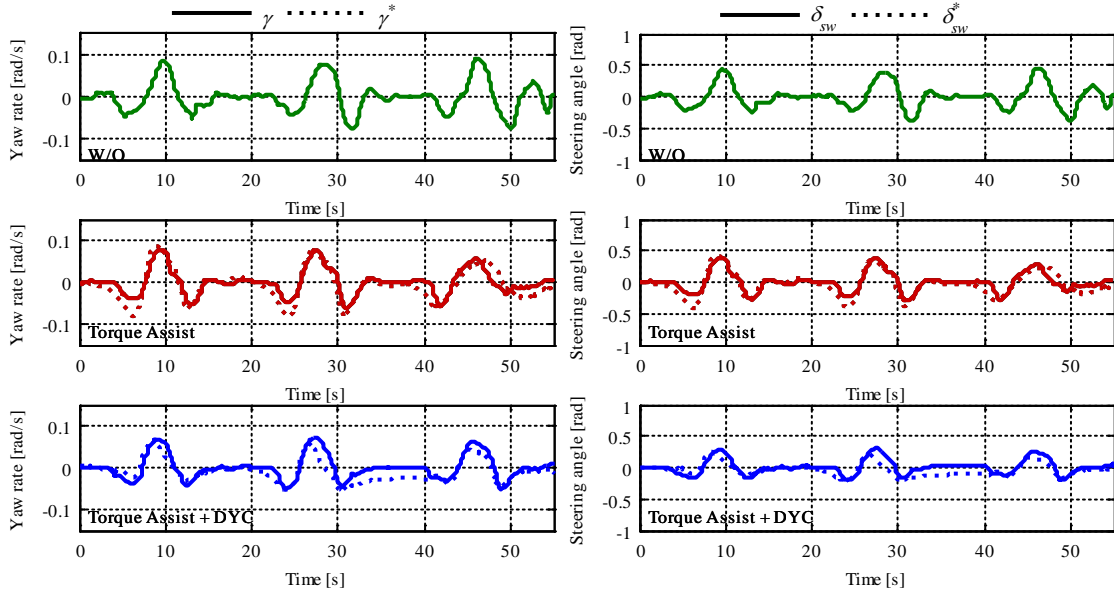 γ γ*
δsw δ*sw
Yaw rate [rad/s]
0.1
0
-0.1
W/O
0 10 20 30 40 50
Time [s]
Steering angle [rad]
1
0.5
0
-0.5
-1
W/O
0 10 20 30 40 50
Time [s]
Yaw rate [rad/s]
0.1
0
-0.1
Torque Assist
0 10 20 30 40 50
Time [s]
Steering angle [rad]
1
0.5
0
-0.5
-1
Torque Assist
0 10 20 30 40 50
Time [s]
Yaw rate [rad/s]
0.1
0
-0.1
Torque Assist + DYC
0 10 20 30 40 50
Time [s]
Steering angle [rad]
1
0.5
0
-0.5
-1
Torque Assist + DYC
0 10 20 30 40 50
Time [s]